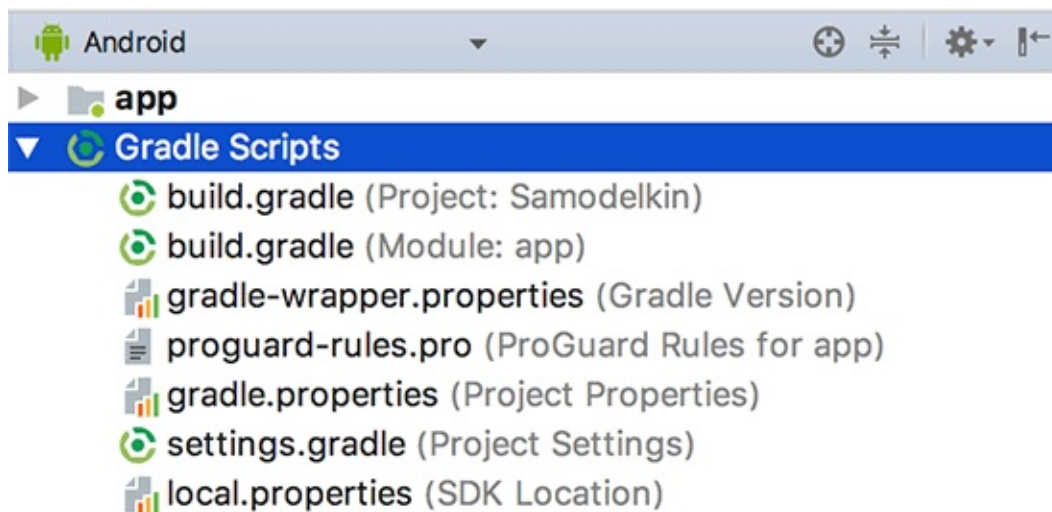 Android
app
Gradle Scripts
build.gradle (Project: Samodelkin)
build.gradle (Module: app)
gradle-wrapper.properties (Gradle Version)
proguard-rules.pro (ProGuard Rules for app)
gradle.properties (Project Properties)
settings.gradle (Project Settings)
local.properties (SDK Location)